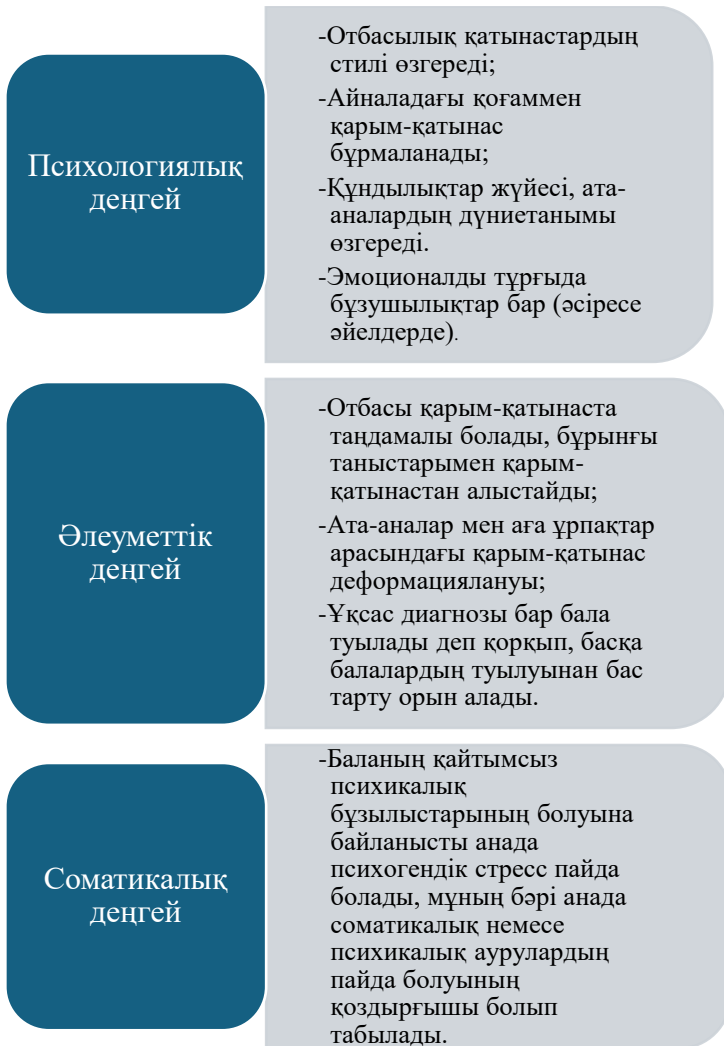 Психологиялық
деңгей
-Отбасылық қатынастардың
стилі өзгереді;
-Айналадағы қоғаммен
қарым-қатынас
бұрмаланады;
-Құндылықтар жүйесі, ата-
аналардың дүниетанымы
өзгереді.
-Эмоционалды тұрғыда
бұзушылықтар бар (әсіресе
әйелдерде).
Әлеуметтік
деңгей
-Отбасы қарым-қатынаста
таңдамалы болады, бұрынғы
таныстарымен қарым-
қатынастан алыстайды;
-Ата-аналар мен аға ұрпақтар
арасындағы қарым-қатынас
деформациялануы;
-Ұқсас диагнозы бар бала
туылады деп қорқып, басқа
балалардың туылуынан бас
тарту орын алады.
Соматикалық
деңгей
-Баланың қайтымсыз
психикалық
бұзылыстарының болуына
байланысты анада
психогендік стресс пайда
болады, мұның бәрі анада
соматикалық немесе
психикалық аурулардың
пайда болуының
қоздырғышы болып
табылады.